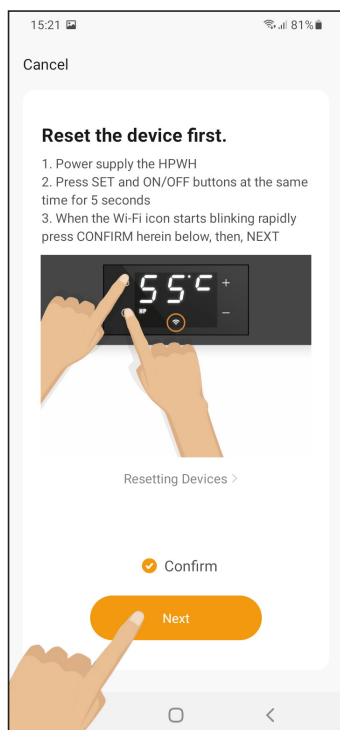 15:21 81%
Cancel
Reset the device first.
1. Power supply the HPWH
2. Press SET and ON/OFF buttons at the same
time for 5 seconds
3. When the Wi-Fi icon starts blinking rapidly
press CONFIRM herein below, then, NEXT
55°C +
HP −
Resetting Devices >
Confirm
Next